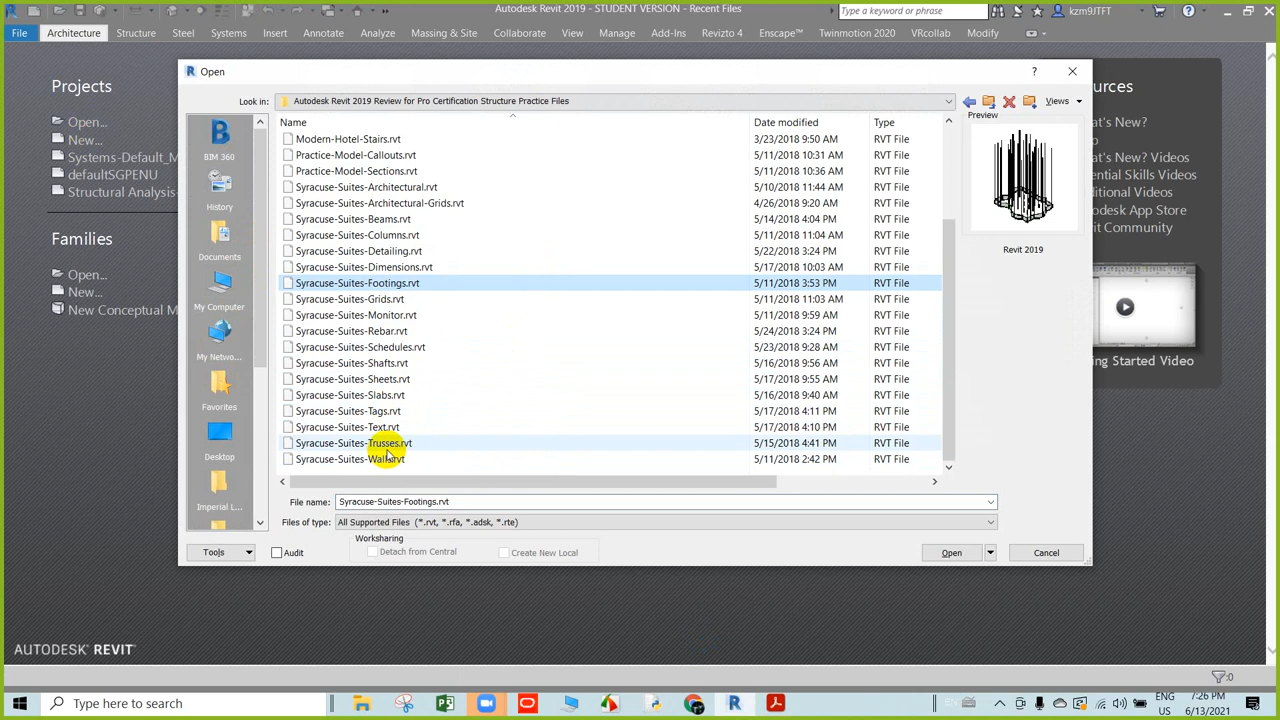 Autodesk Revit 2019 - STUDENT VERSION - Recent Files
Type a keyword or phrase
kzm9JTFT
File Architecture Structure Steel Systems Insert Annotate Analyze Massing & Site Collaborate View Manage Add-Ins Revizto 4 Enscape™ Twinmotion 2020 VRcollab Modify
Projects
Open...
New...
Systems-Default_M
defaultSGPENU
Structural Analysis-
Families
Open...
New...
New Conceptual M
Open
Look in: Autodesk Revit 2019 Review for Pro Certification Structure Practice Files
Views
BIM 360
History
Documents
My Computer
My Netwo...
Favorites
Desktop
Imperial L...
Name Date modified Type
Modern-Hotel-Stairs.rvt 3/23/2018 9:50 AM RVT File
Practice-Model-Callouts.rvt 5/11/2018 10:31 AM RVT File
Practice-Model-Sections.rvt 5/11/2018 10:36 AM RVT File
Syracuse-Suites-Architectural.rvt 5/10/2018 11:44 AM RVT File
Syracuse-Suites-Architectural-Grids.rvt 4/26/2018 9:20 AM RVT File
Syracuse-Suites-Beams.rvt 5/14/2018 4:04 PM RVT File
Syracuse-Suites-Columns.rvt 5/11/2018 11:04 AM RVT File
Syracuse-Suites-Detailing.rvt 5/22/2018 3:24 PM RVT File
Syracuse-Suites-Dimensions.rvt 5/17/2018 10:03 AM RVT File
Syracuse-Suites-Footings.rvt 5/11/2018 3:53 PM RVT File
Syracuse-Suites-Grids.rvt 5/11/2018 11:03 AM RVT File
Syracuse-Suites-Monitor.rvt 5/11/2018 9:59 AM RVT File
Syracuse-Suites-Rebar.rvt 5/24/2018 3:24 PM RVT File
Syracuse-Suites-Schedules.rvt 5/23/2018 9:28 AM RVT File
Syracuse-Suites-Shafts.rvt 5/16/2018 9:56 AM RVT File
Syracuse-Suites-Sheets.rvt 5/17/2018 9:55 AM RVT File
Syracuse-Suites-Slabs.rvt 5/16/2018 9:40 AM RVT File
Syracuse-Suites-Tags.rvt 5/17/2018 4:11 PM RVT File
Syracuse-Suites-Text.rvt 5/17/2018 4:10 PM RVT File
Syracuse-Suites-Trusses.rvt 5/15/2018 4:41 PM RVT File
Syracuse-Suites-Walls.rvt 5/11/2018 2:42 PM RVT File
Preview
Revit 2019
File name: Syracuse-Suites-Footings.rvt
Files of type: All Supported Files (*.rvt, *.rfa, *.adsk, *.rte)
Worksharing
Tools
Audit
Detach from Central
Create New Local
Open
Cancel
ources
at's New?
at's New? Videos
ential Skills Videos
ditional Videos
odesk App Store
it Community
ing Started Video
AUTODESK REVIT
:0
Type here to search
ENG
US
7:26 PM
6/13/2021